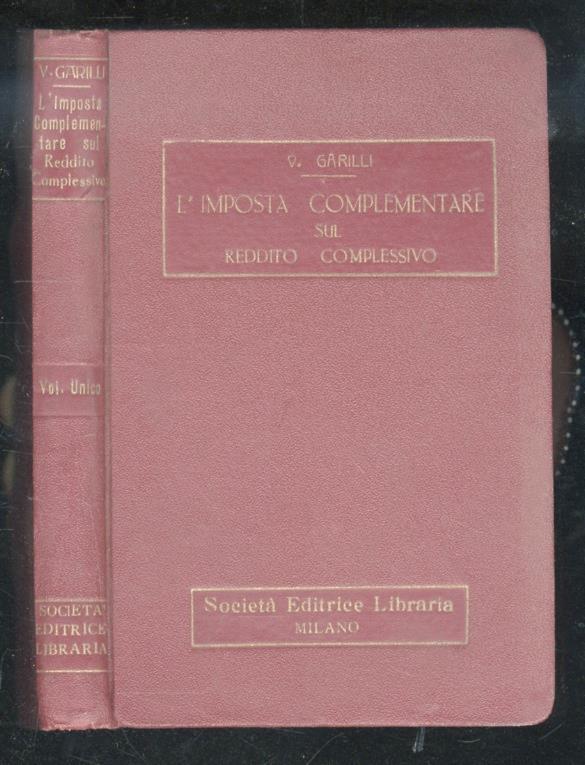 V. GARILLI
L'Imposta
Complemen-
tare sul
Reddito
Complessivo
Vol. Unico
SOCIETA'
EDITRICE
LIBRARIA
V. GARILLI
L'IMPOSTA COMPLEMENTARE
SUL
REDDITO COMPLESSIVO
Società Editrice Libraria
MILANO